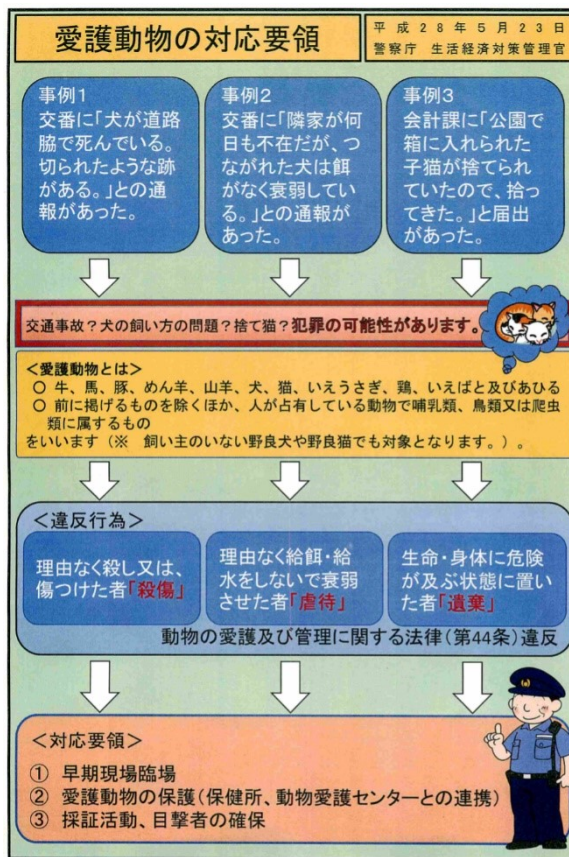 愛護動物の対応要領
平成28年5月23日
警察庁 生活経済対策管理官
事例1
交番に「犬が道路
脇で死んでいる。
切られたような跡
がある。」との通
報があった。
事例2
交番に「隣家が何
日も不在だが、つ
ながれた犬は餌
がなく衰弱してい
る。」との通報が
あった。
事例3
会計課に「公園で
箱に入れられた
子猫が捨てられ
ていたので、拾っ
てきた。」と届出
があった。
交通事故？犬の飼い方の問題？捨て猫？犯罪の可能性があります。
＜愛護動物とは＞
○ 牛、馬、豚、めん羊、山羊、犬、猫、いえうさぎ、鶏、いえばと及びあひる
○ 前に掲げるものを除くほか、人が占有している動物で哺乳類、鳥類又は爬虫
類に属するもの
をいいます（※ 飼い主のいない野良犬や野良猫でも対象となります。）。
＜違反行為＞
理由なく殺し又は、
傷つけた者「殺傷」
理由なく給餌・給
水をしないで衰弱
させた者「虐待」
生命・身体に危険
が及ぶ状態に置い
た者「遺棄」
動物の愛護及び管理に関する法律（第44条）違反
＜対応要領＞
① 早期現場臨場
② 愛護動物の保護（保健所、動物愛護センターとの連携）
③ 採証活動、目撃者の確保